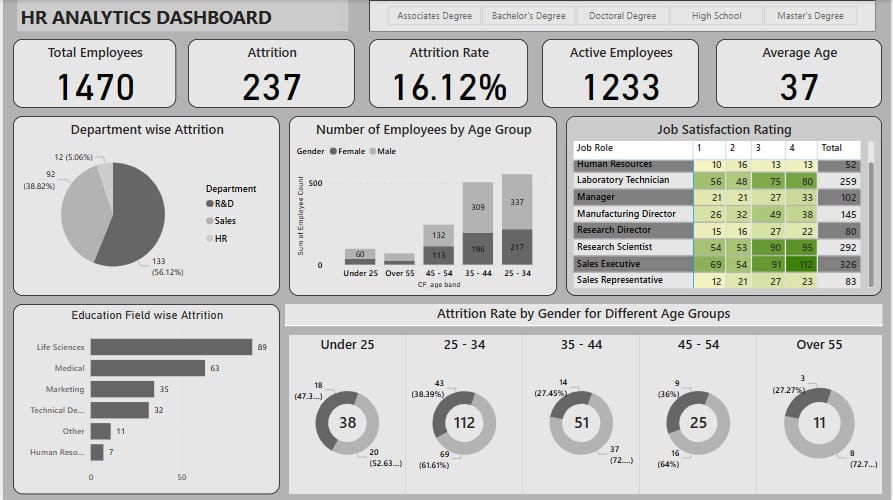 HR ANALYTICS DASHBOARD
Associates Degree Bachelor's Degree Doctoral Degree High School Master's Degree
Total Employees
1470
Attrition
237
Attrition Rate
16.12%
Active Employees
1233
Average Age
37
Department wise Attrition
12 (5.06%)
92
(38.82%)
133
(56.12%)
Department
R&D
Sales
HR
Number of Employees by Age Group
Gender Female Male
Sum of Employee Count
500
0
60
132
113
309
196
337
217
Under 25 Over 55 45 - 54 35 - 44 25 - 34
CF_age band
Job Satisfaction Rating
Job Role 1 2 3 4 Total
Human Resources 10 16 13 13 52
Laboratory Technician 56 48 75 80 259
Manager 21 21 27 33 102
Manufacturing Director 26 32 49 38 145
Research Director 15 16 27 22 80
Research Scientist 54 53 90 95 292
Sales Executive 69 54 91 112 326
Sales Representative 12 21 27 23 83
Education Field wise Attrition
Life Sciences 89
Medical 63
Marketing 35
Technical De... 32
Other 11
Human Reso... 7
0 50
Attrition Rate by Gender for Different Age Groups
Under 25
18
(47.3...)
38
20
(52.63...)
25 - 34
43
(38.39%)
112
69
(61.61%)
35 - 44
14
(27.45%)
51
37
(72....)
45 - 54
9
(36%)
25
16
(64%)
Over 55
3
(27.27%)
11
8
(72.7...)